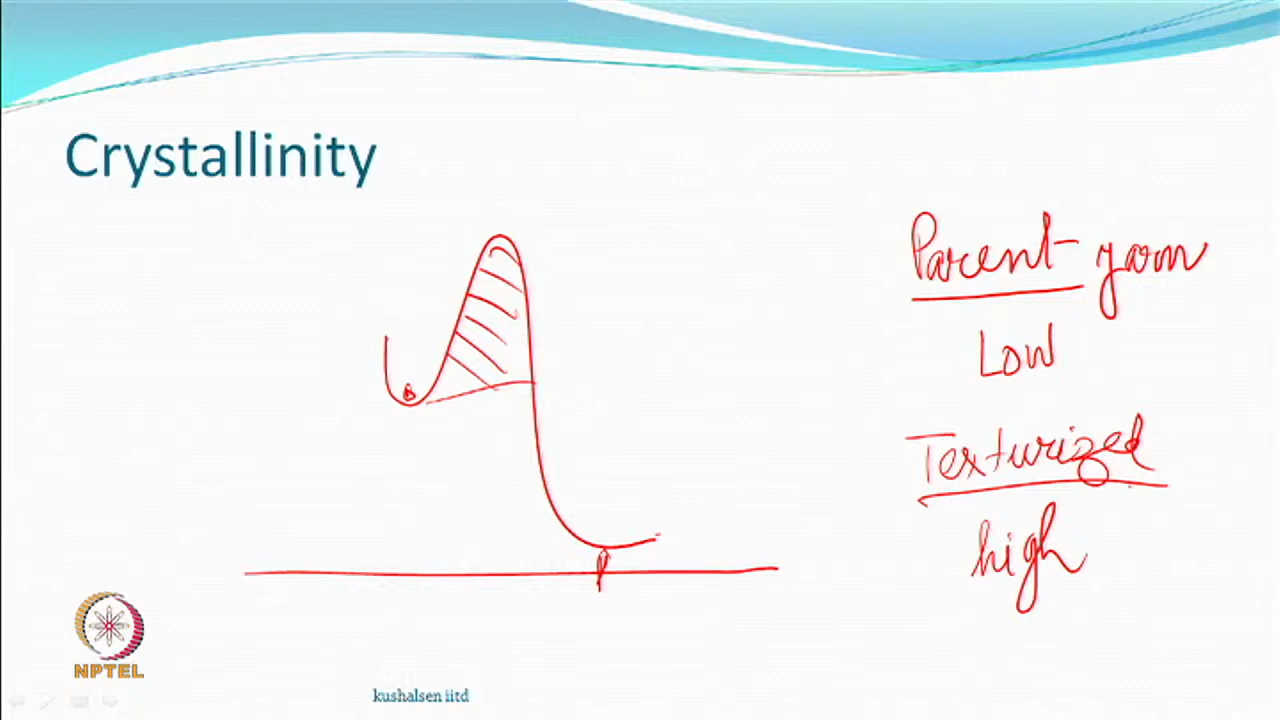 Crystallinity
Parent yarn
Low
Texturized
high
NPTEL
kushalsen iitd